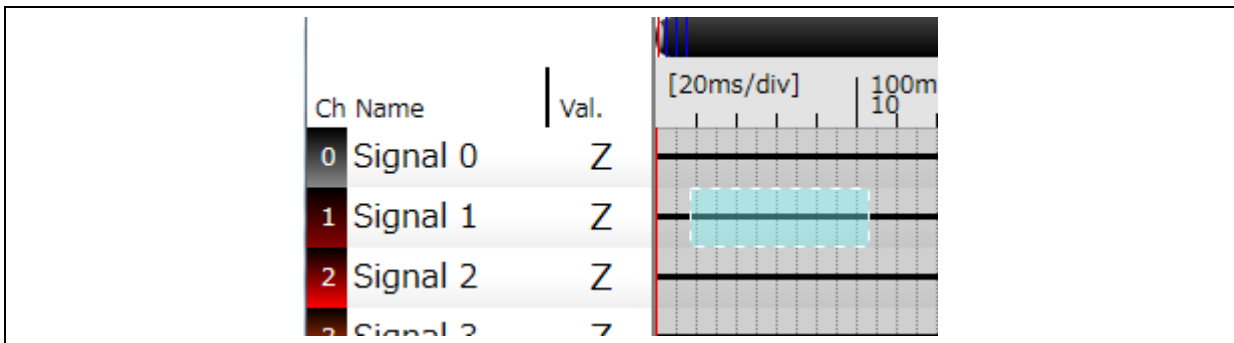 [20ms/div] 100m
10
Ch Name Val.
0 Signal 0 Z
1 Signal 1 Z
2 Signal 2 Z